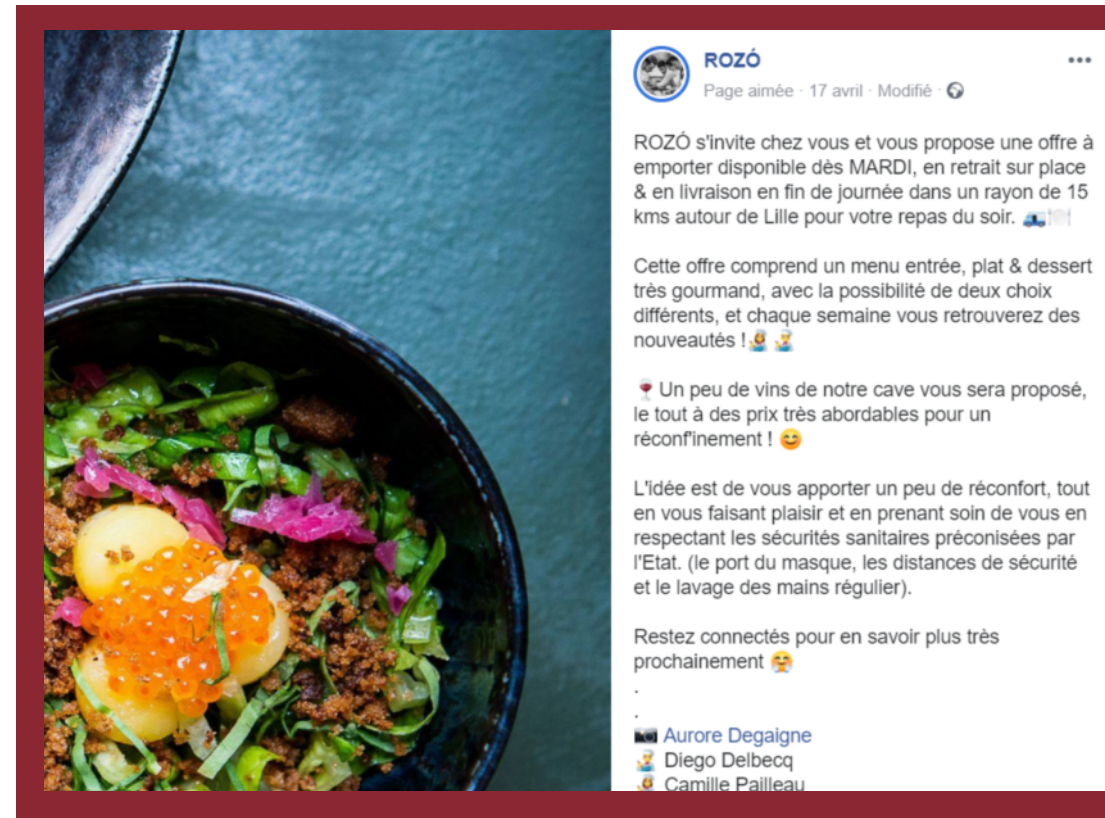 ROZÓ
Page aimée · 17 avril · Modifié ·
ROZÓ s'invite chez vous et vous propose une offre à
emporter disponible dès MARDI, en retrait sur place
& en livraison en fin de journée dans un rayon de 15
kms autour de Lille pour votre repas du soir. 🚐🍽️
Cette offre comprend un menu entrée, plat & dessert
très gourmand, avec la possibilité de deux choix
différents, et chaque semaine vous retrouverez des
nouveautés !👩‍🍳 👨‍🍳
🍷 Un peu de vins de notre cave vous sera proposé,
le tout à des prix très abordables pour un
réconf'inement ! 😊
L'idée est de vous apporter un peu de réconfort, tout
en vous faisant plaisir et en prenant soin de vous en
respectant les sécurités sanitaires préconisées par
l'Etat. (le port du masque, les distances de sécurité
et le lavage des mains régulier).
Restez connectés pour en savoir plus très
prochainement 🤗
.
.
📷 Aurore Degaigne
👨‍🍳 Diego Delbecq
👩‍🍳 Camille Pailleau